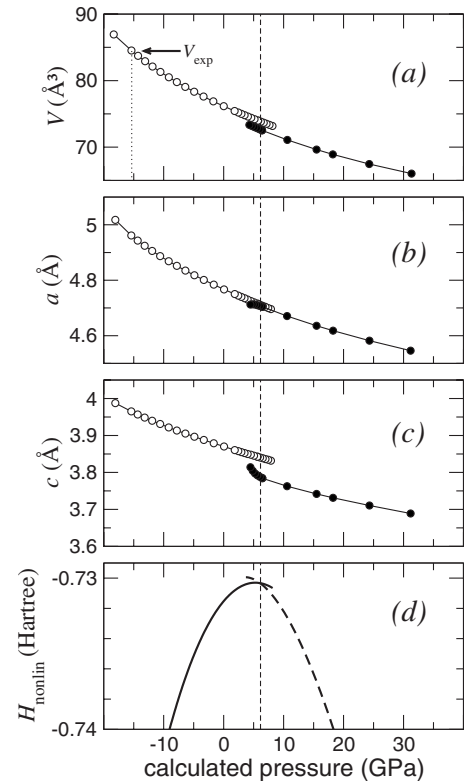 90
80
70
V (Å³)
V_exp
(a)
5
4.8
4.6
a (Å)
(b)
4
3.9
3.8
3.7
3.6
c (Å)
(c)
-0.73
-0.74
H_nonlin (Hartree)
(d)
-10 0 10 20 30
calculated pressure (GPa)